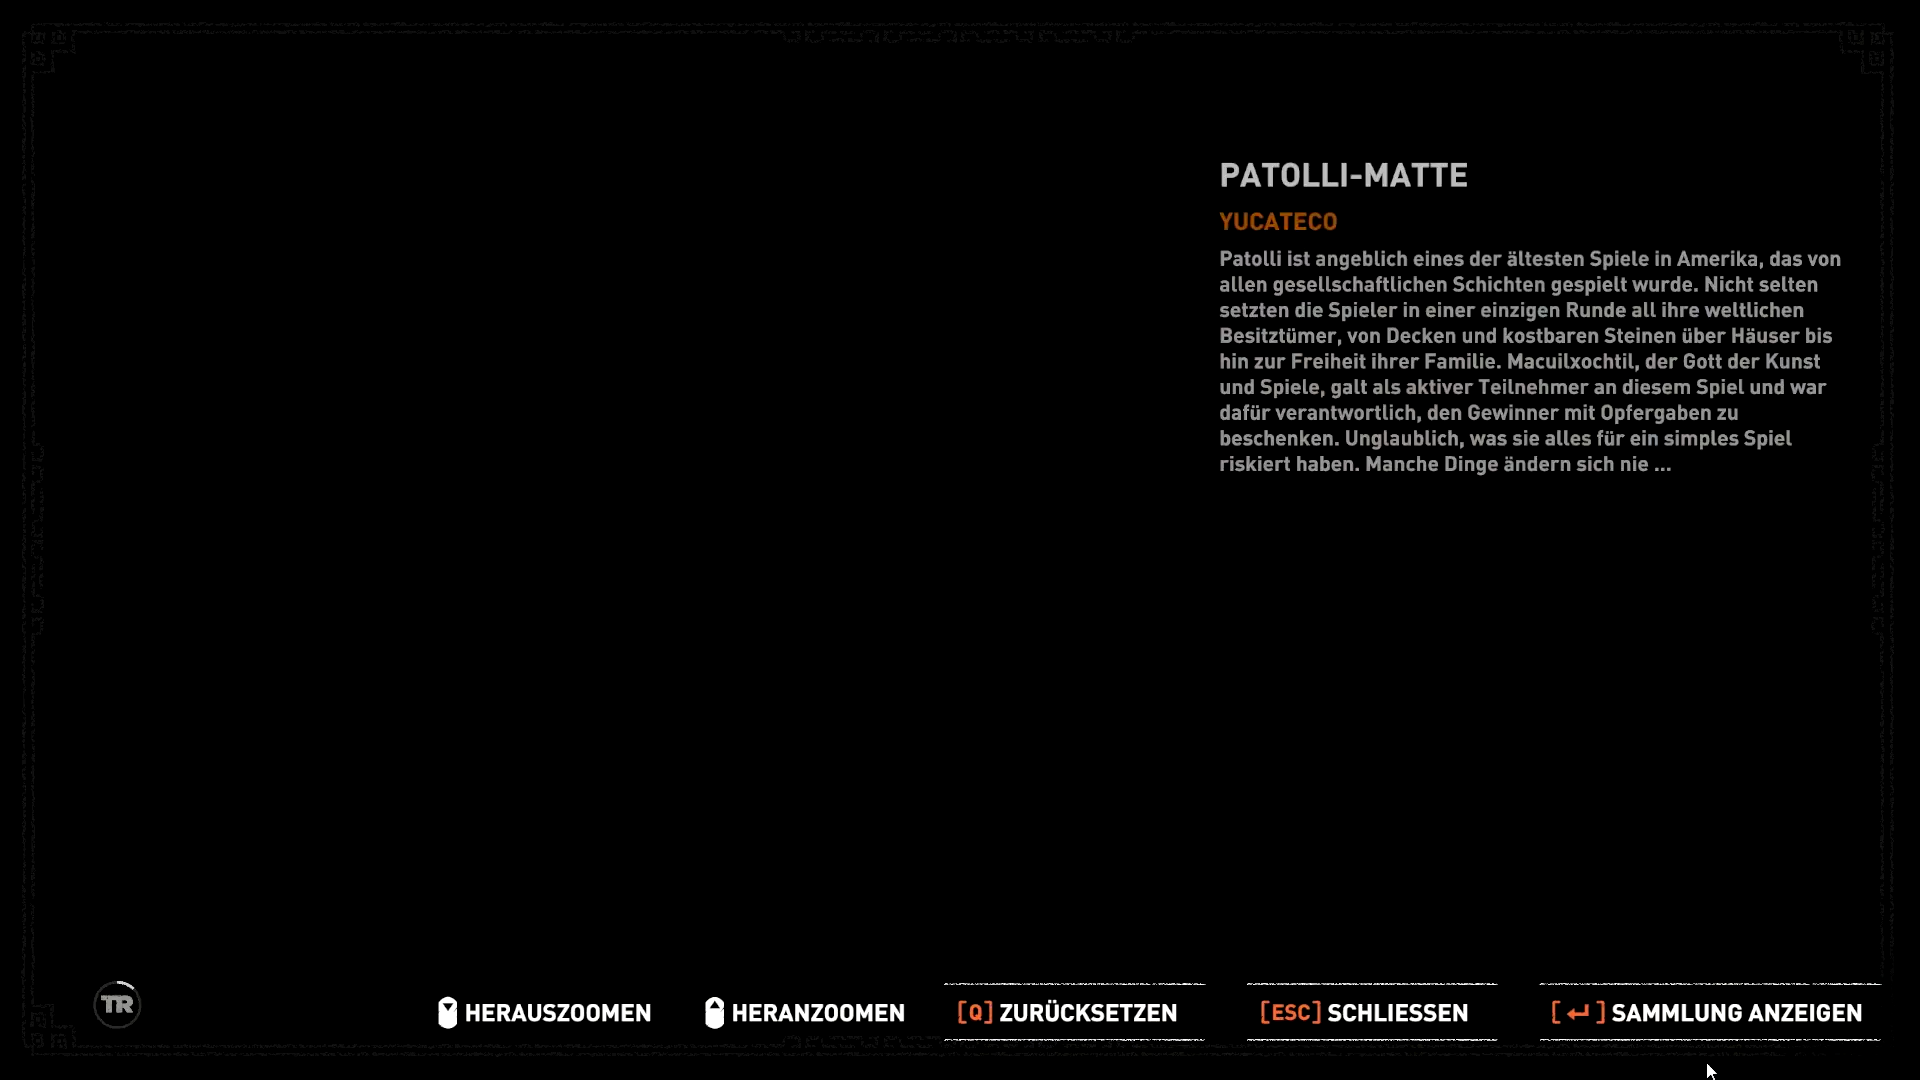 PATOLLI-MATTE
YUCATECO
Patolli ist angeblich eines der ältesten Spiele in Amerika, das von
allen gesellschaftlichen Schichten gespielt wurde. Nicht selten
setzten die Spieler in einer einzigen Runde all ihre weltlichen
Besitztümer, von Decken und kostbaren Steinen über Häuser bis
hin zur Freiheit ihrer Familie. Macuilxochtil, der Gott der Kunst
und Spiele, galt als aktiver Teilnehmer an diesem Spiel und war
dafür verantwortlich, den Gewinner mit Opfergaben zu
beschenken. Unglaublich, was sie alles für ein simples Spiel
riskiert haben. Manche Dinge ändern sich nie ...
TR
HERAUSZOOMEN
HERANZOOMEN
[Q] ZURÜCKSETZEN
[ESC] SCHLIESSEN
[↵] SAMMLUNG ANZEIGEN